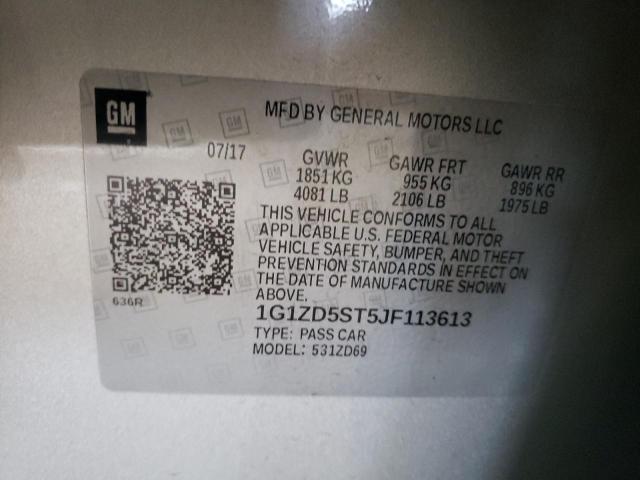 GM
MFD BY GENERAL MOTORS LLC
07/17
GVWR GAWR FRT GAWR RR
1851 KG 955 KG 896 KG
4081 LB 2106 LB 1975 LB
THIS VEHICLE CONFORMS TO ALL
APPLICABLE U.S. FEDERAL MOTOR
VEHICLE SAFETY, BUMPER, AND THEFT
PREVENTION STANDARDS IN EFFECT ON
THE DATE OF MANUFACTURE SHOWN
ABOVE.
636R
1G1ZD5ST5JF113613
TYPE: PASS CAR
MODEL: 531ZD69